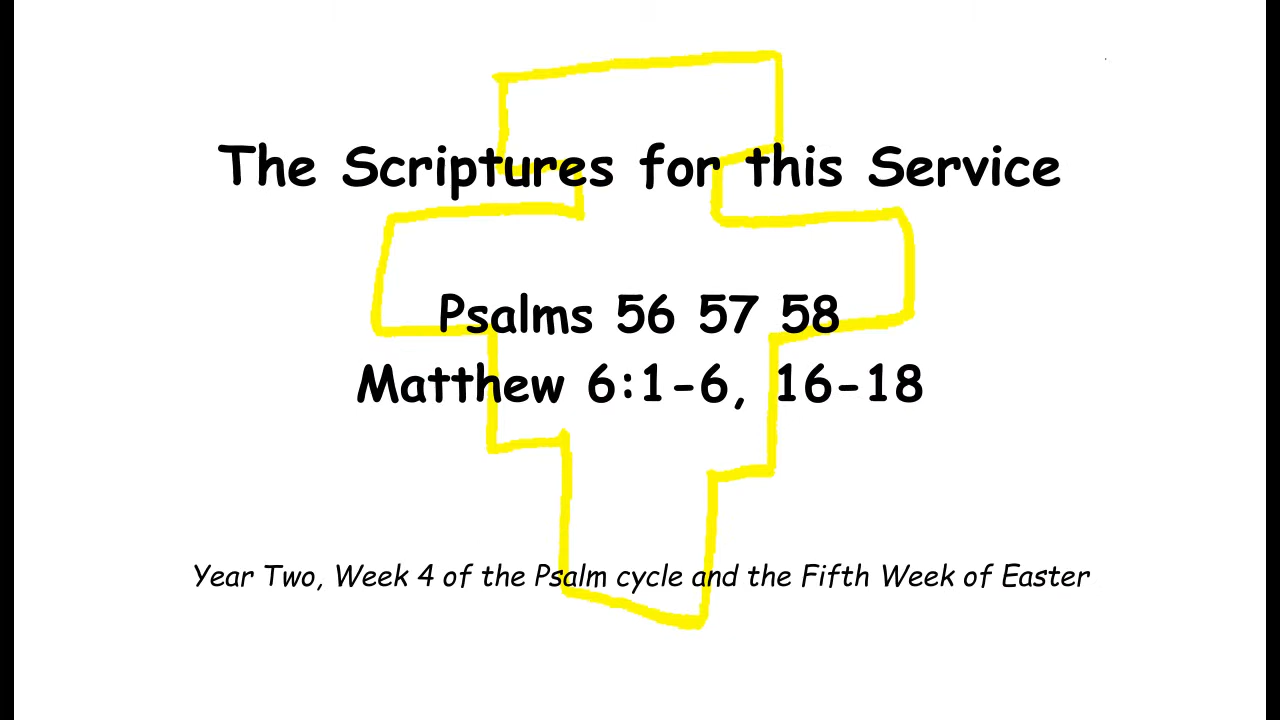 The Scriptures for this Service
Psalms 56 57 58
Matthew 6:1-6, 16-18
Year Two, Week 4 of the Psalm cycle and the Fifth Week of Easter